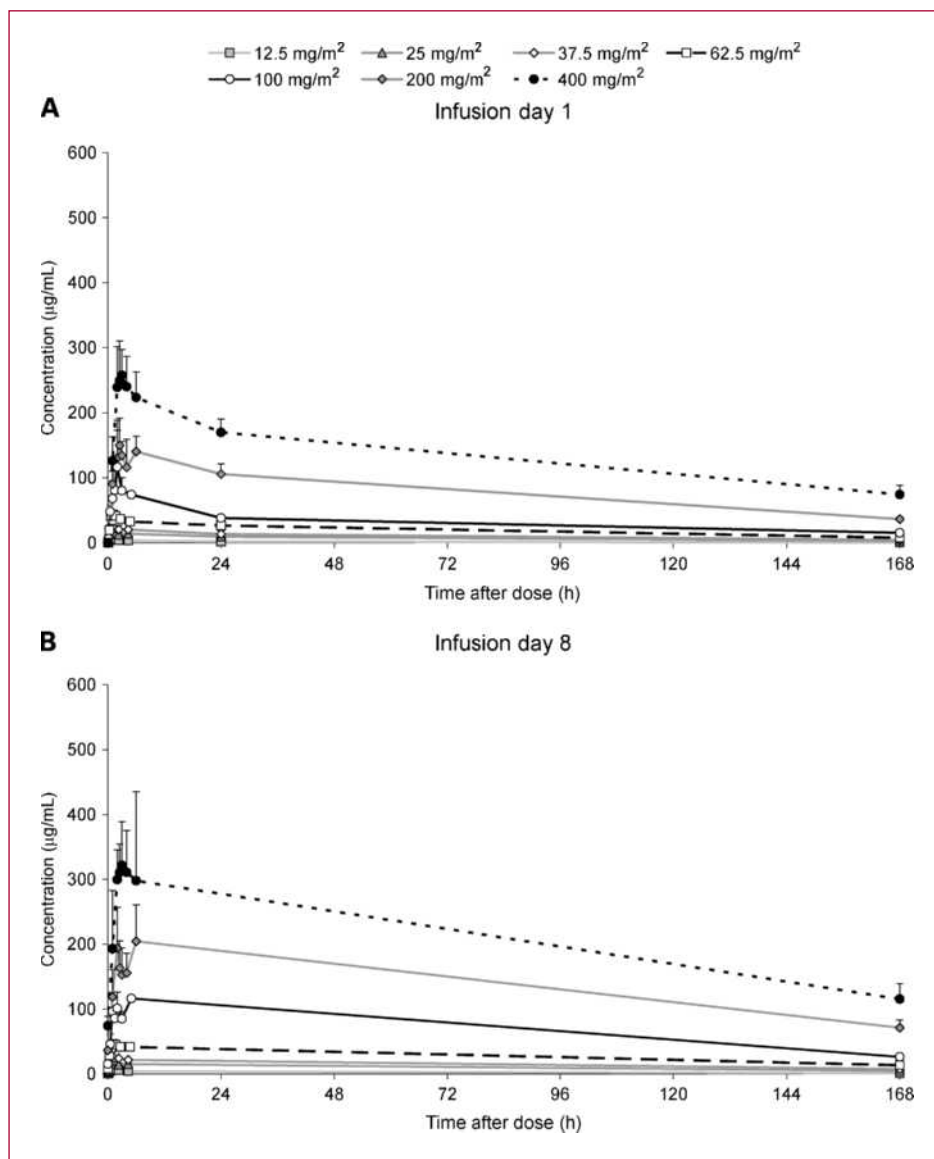 12.5 mg/m² 25 mg/m² 37.5 mg/m² 62.5 mg/m²
100 mg/m² 200 mg/m² 400 mg/m²
A
Infusion day 1
600
500
400
300
200
100
0
Concentration (µg/mL)
0 24 48 72 96 120 144 168
Time after dose (h)
B
Infusion day 8
600
500
400
300
200
100
0
Concentration (µg/mL)
0 24 48 72 96 120 144 168
Time after dose (h)